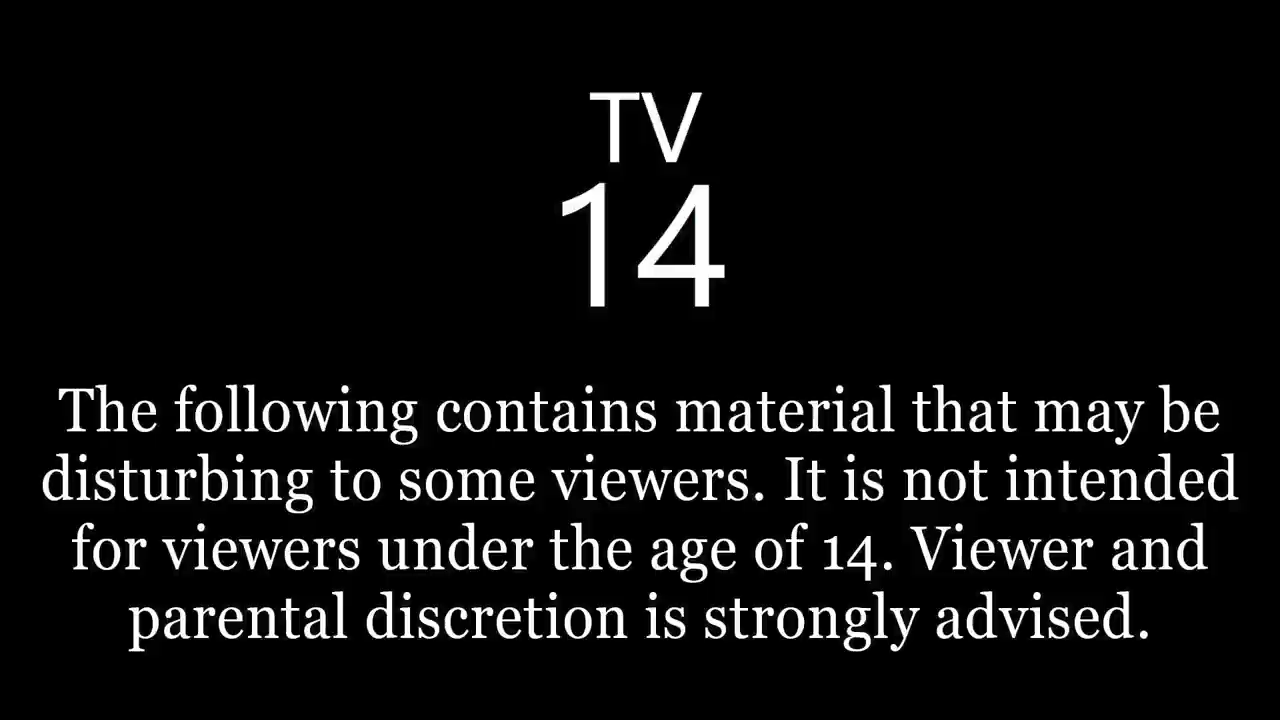 TV
14
The following contains material that may be
disturbing to some viewers. It is not intended
for viewers under the age of 14. Viewer and
parental discretion is strongly advised.